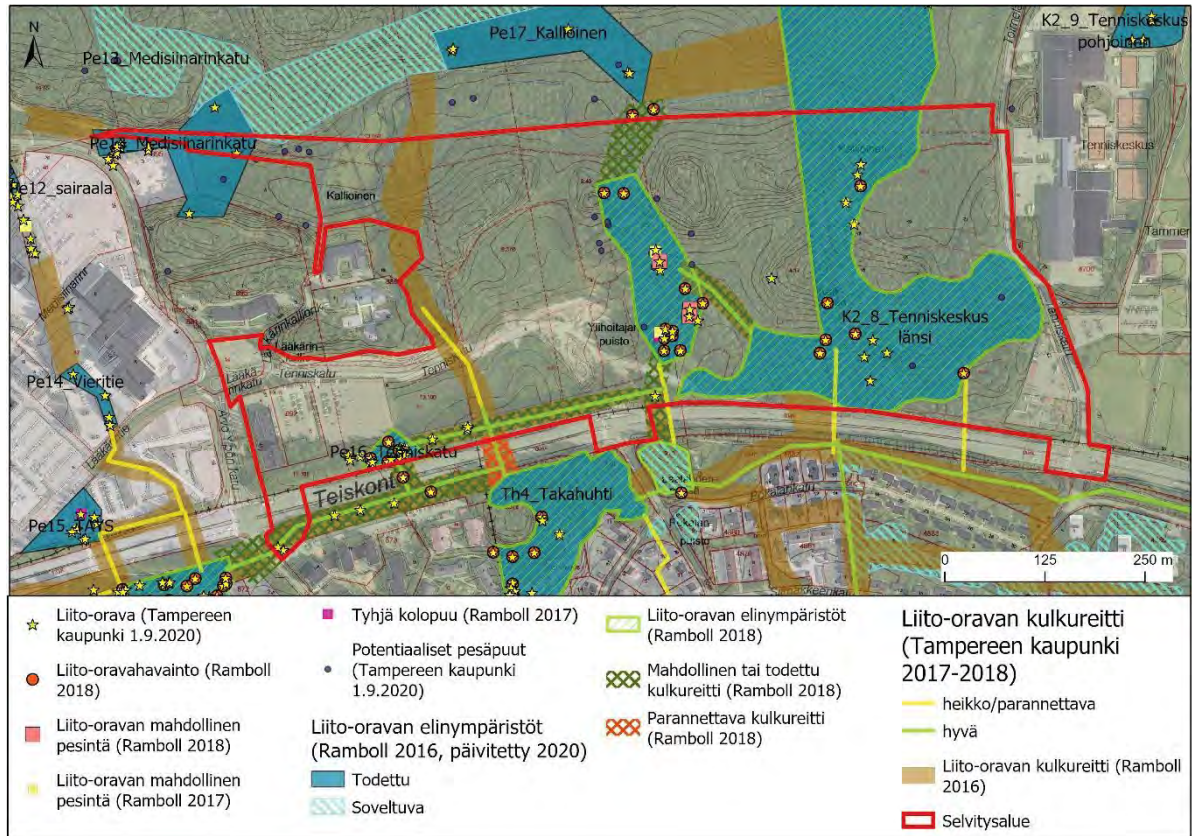 N
Pe17_Kallioinen
K2_9_Tenniskeskus
pohjoinen
Pe13_Medisiinarinkatu
Tenniskeskus
Pe12_sairaala
Kallioinen
Tammer
Ylihoitajan
puisto
K2_8_Tenniskeskus
länsi
Tenniskatu
Pe14_Vieritie
Teiskont
Th4_Takahuhti
Pe15_TAYS
puisto
0 125 250 m
Liito-orava (Tampereen
kaupunki 1.9.2020)
Liito-oravahavainto (Ramboll
2018)
Liito-oravan mahdollinen
pesintä (Ramboll 2018)
Liito-oravan mahdollinen
pesintä (Ramboll 2017)
Tyhjä kolopuu (Ramboll 2017)
Potentiaaliset pesäpuut
(Tampereen kaupunki
1.9.2020)
Liito-oravan elinympäristöt
(Ramboll 2016, päivitetty 2020)
Todettu
Soveltuva
Liito-oravan elinympäristöt
(Ramboll 2018)
Mahdollinen tai todettu
kulkureitti (Ramboll 2018)
Parannettava kulkureitti
(Ramboll 2018)
Liito-oravan kulkureitti
(Tampereen kaupunki
2017-2018)
heikko/parannettava
hyvä
Liito-oravan kulkureitti (Ramboll
2016)
Selvitysalue